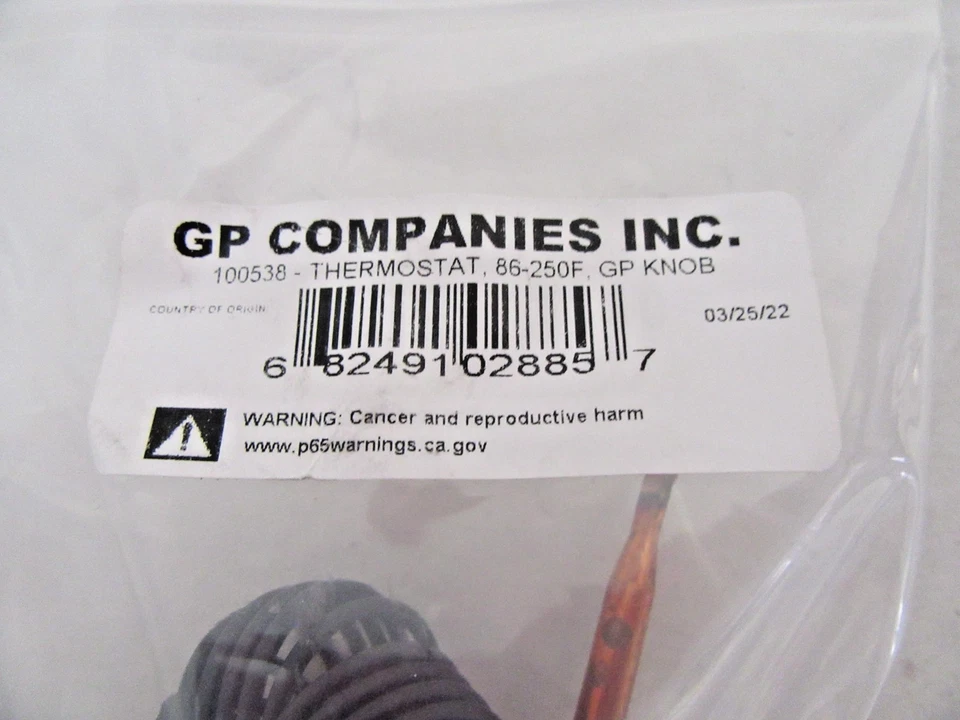 GP COMPANIES INC.
100538 - THERMOSTAT, 86-250F, GP KNOB
COUNTRY OF ORIGIN:
03/25/22
6 82491 02885 7
WARNING: Cancer and reproductive harm
www.p65warnings.ca.gov